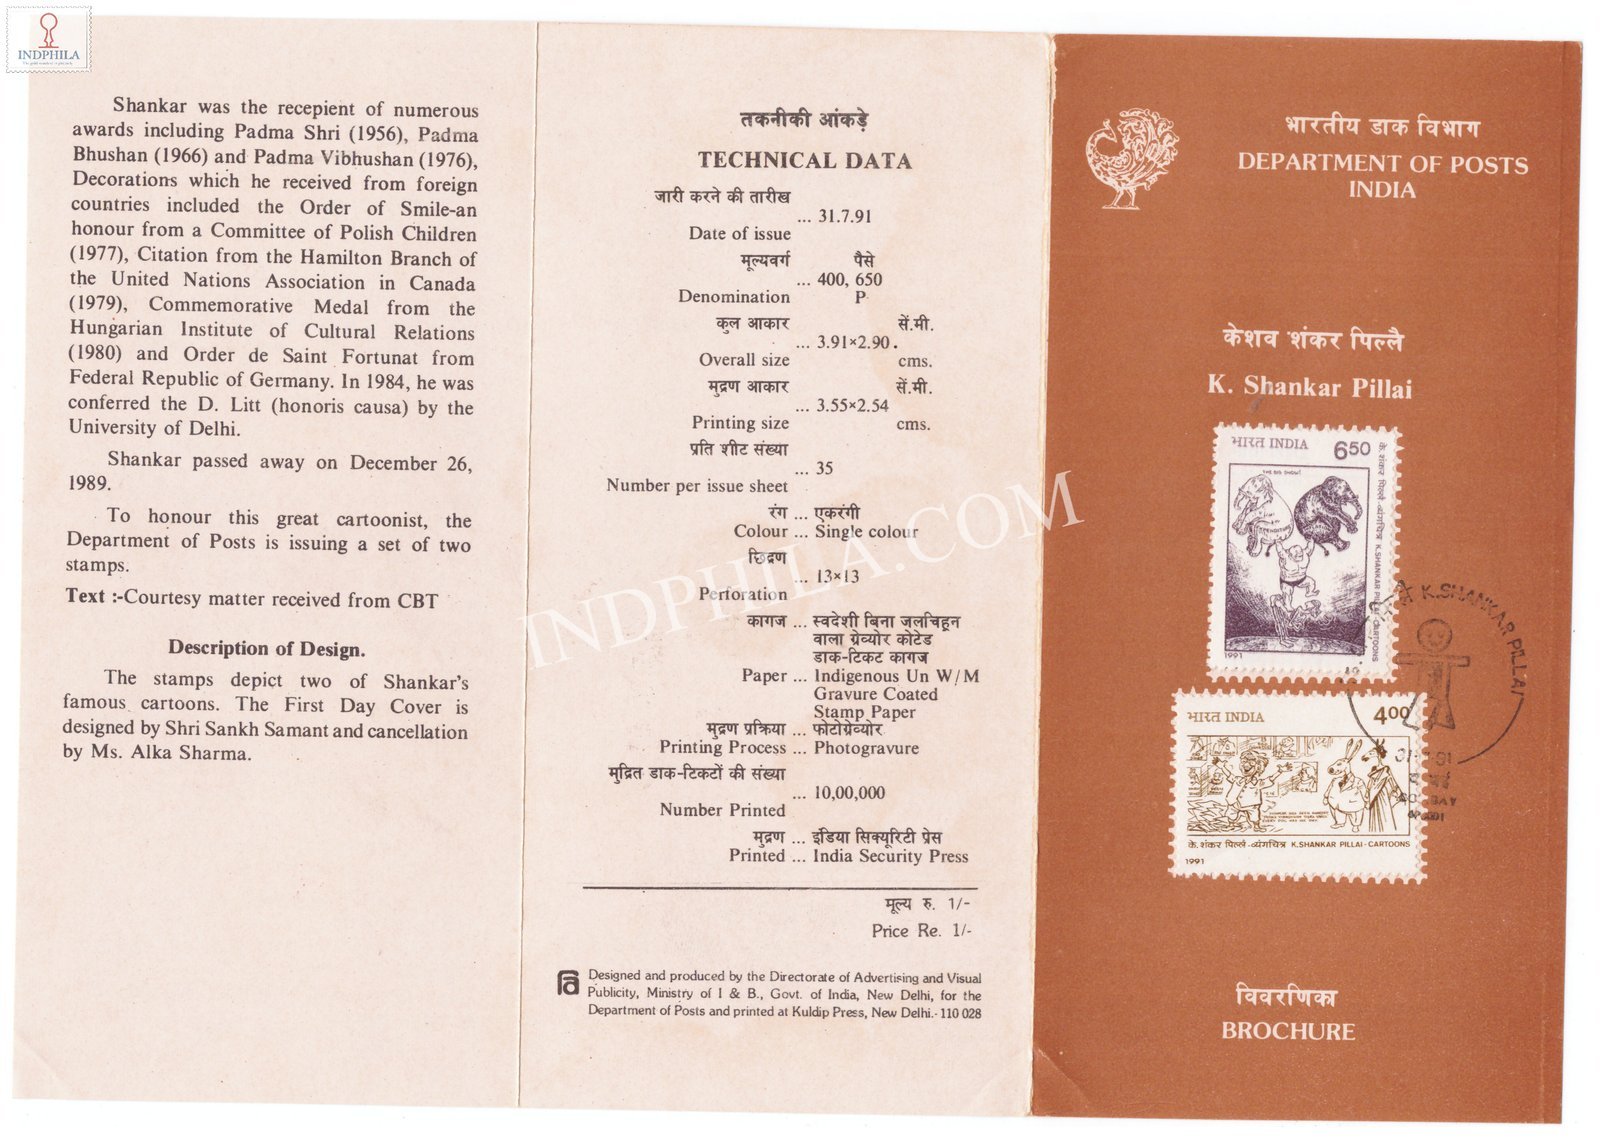 INDPHILA
Shankar was the recepient of numerous
awards including Padma Shri (1956), Padma
Bhushan (1966) and Padma Vibhushan (1976),
Decorations which he received from foreign
countries included the Order of Smile-an
honour from a Committee of Polish Children
(1977), Citation from the Hamilton Branch of
the United Nations Association in Canada
(1979), Commemorative Medal from the
Hungarian Institute of Cultural Relations
(1980) and Order de Saint Fortunat from
Federal Republic of Germany. In 1984, he was
conferred the D. Litt (honoris causa) by the
University of Delhi.
Shankar passed away on December 26,
1989.
To honour this great cartoonist, the
Department of Posts is issuing a set of two
stamps.
Text :-Courtesy matter received from CBT
Description of Design.
The stamps depict two of Shankar's
famous cartoons. The First Day Cover is
designed by Shri Sankh Samant and cancellation
by Ms. Alka Sharma.
तकनीकी आंकड़े
TECHNICAL DATA
जारी करने की तारीख
... 31.7.91
Date of issue
मूल्यवर्ग पैसे
... 400, 650
Denomination P
कुल आकार सें.मी.
... 3.91×2.90.
Overall size cms.
मुद्रण आकार सें.मी.
... 3.55×2.54
Printing size cms.
प्रति शीट संख्या
... 35
Number per issue sheet
रंग ... एकरंगी
Colour ... Single colour
छिद्रण
... 13×13
Perforation
कागज ... स्वदेशी बिना जलचिह्न
वाला ग्रेव्योर कोटेड
डाक-टिकट कागज
Paper ... Indigenous Un W/M
Gravure Coated
Stamp Paper
मुद्रण प्रक्रिया ... फोटोग्रेव्योर
Printing Process ... Photogravure
मुद्रित डाक-टिकटों की संख्या
... 10,00,000
Number Printed
मुद्रण ... इंडिया सिक्यूरिटी प्रेस
Printed ... India Security Press
मूल्य रु. 1/-
Price Re. 1/-
Designed and produced by the Directorate of Advertising and Visual
Publicity, Ministry of I & B., Govt. of India, New Delhi, for the
Department of Posts and printed at Kuldip Press, New Delhi.-110 028
INDPHILA.COM
भारतीय डाक विभाग
DEPARTMENT OF POSTS
INDIA
केशव शंकर पिल्लै
K. Shankar Pillai
भारत INDIA 650
THE BIG SHOW!
के. शंकर पिल्लै-व्यंगचित्र K.SHANKAR PILLAI-CARTOONS
1991
K.SHANKAR PILLAI
भारत INDIA 400
के. शंकर पिल्लै-व्यंगचित्र K.SHANKAR PILLAI-CARTOONS
1991
विवरणिका
BROCHURE